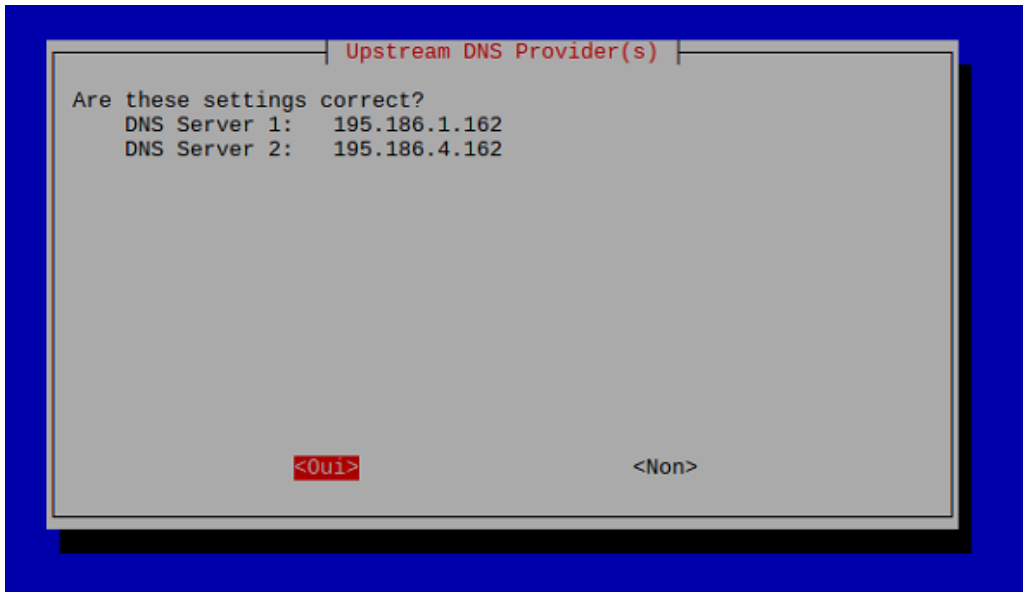 Upstream DNS Provider(s)
Are these settings correct?
DNS Server 1: 195.186.1.162
DNS Server 2: 195.186.4.162
<Oui> <Non>